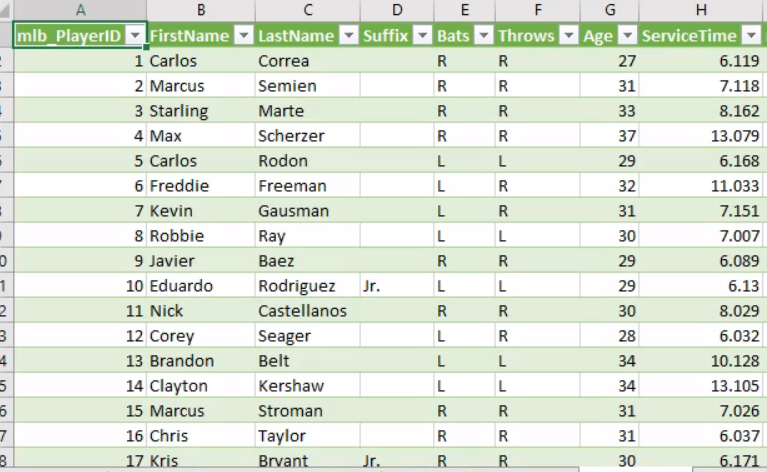 A B C D E F G H
mlb_PlayerID FirstName LastName Suffix Bats Throws Age ServiceTime
1 Carlos Correa R R 27 6.119
2 Marcus Semien R R 31 7.118
3 Starling Marte R R 33 8.162
4 Max Scherzer R R 37 13.079
5 Carlos Rodon L L 29 6.168
6 Freddie Freeman L R 32 11.033
7 Kevin Gausman L R 31 7.151
8 Robbie Ray L L 30 7.007
9 Javier Baez R R 29 6.089
10 Eduardo Rodriguez Jr. L L 29 6.13
11 Nick Castellanos R R 30 8.029
12 Corey Seager L R 28 6.032
13 Brandon Belt L L 34 10.128
14 Clayton Kershaw L L 34 13.105
15 Marcus Stroman R R 31 7.026
16 Chris Taylor R R 31 6.037
17 Kris Bryant Jr. R R 30 6.171